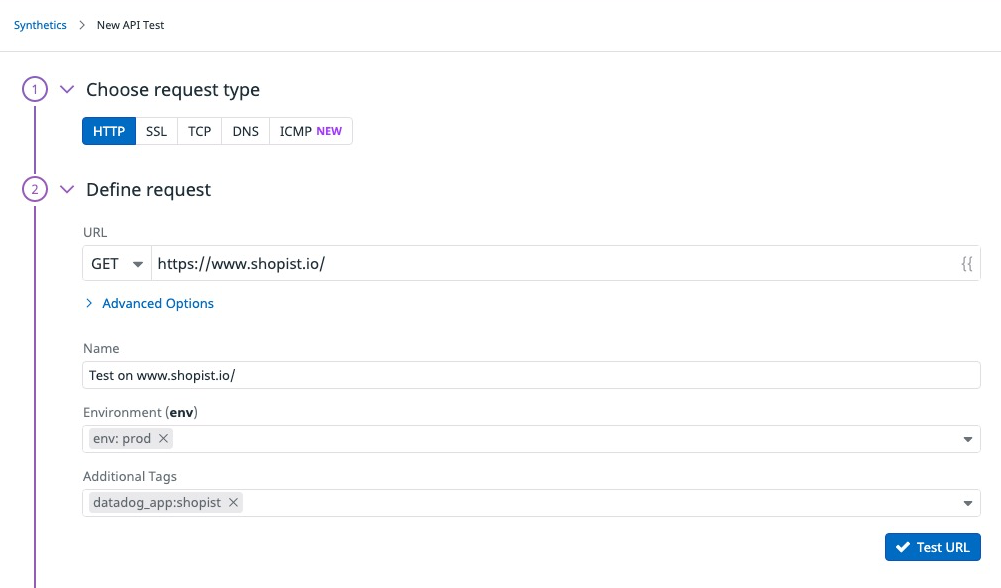 Synthetics > New API Test
1 Choose request type
HTTP SSL TCP DNS ICMP NEW
2 Define request
URL
GET https://www.shopist.io/ {{
> Advanced Options
Name
Test on www.shopist.io/
Environment (env)
env: prod ×
Additional Tags
datadog_app:shopist ×
Test URL